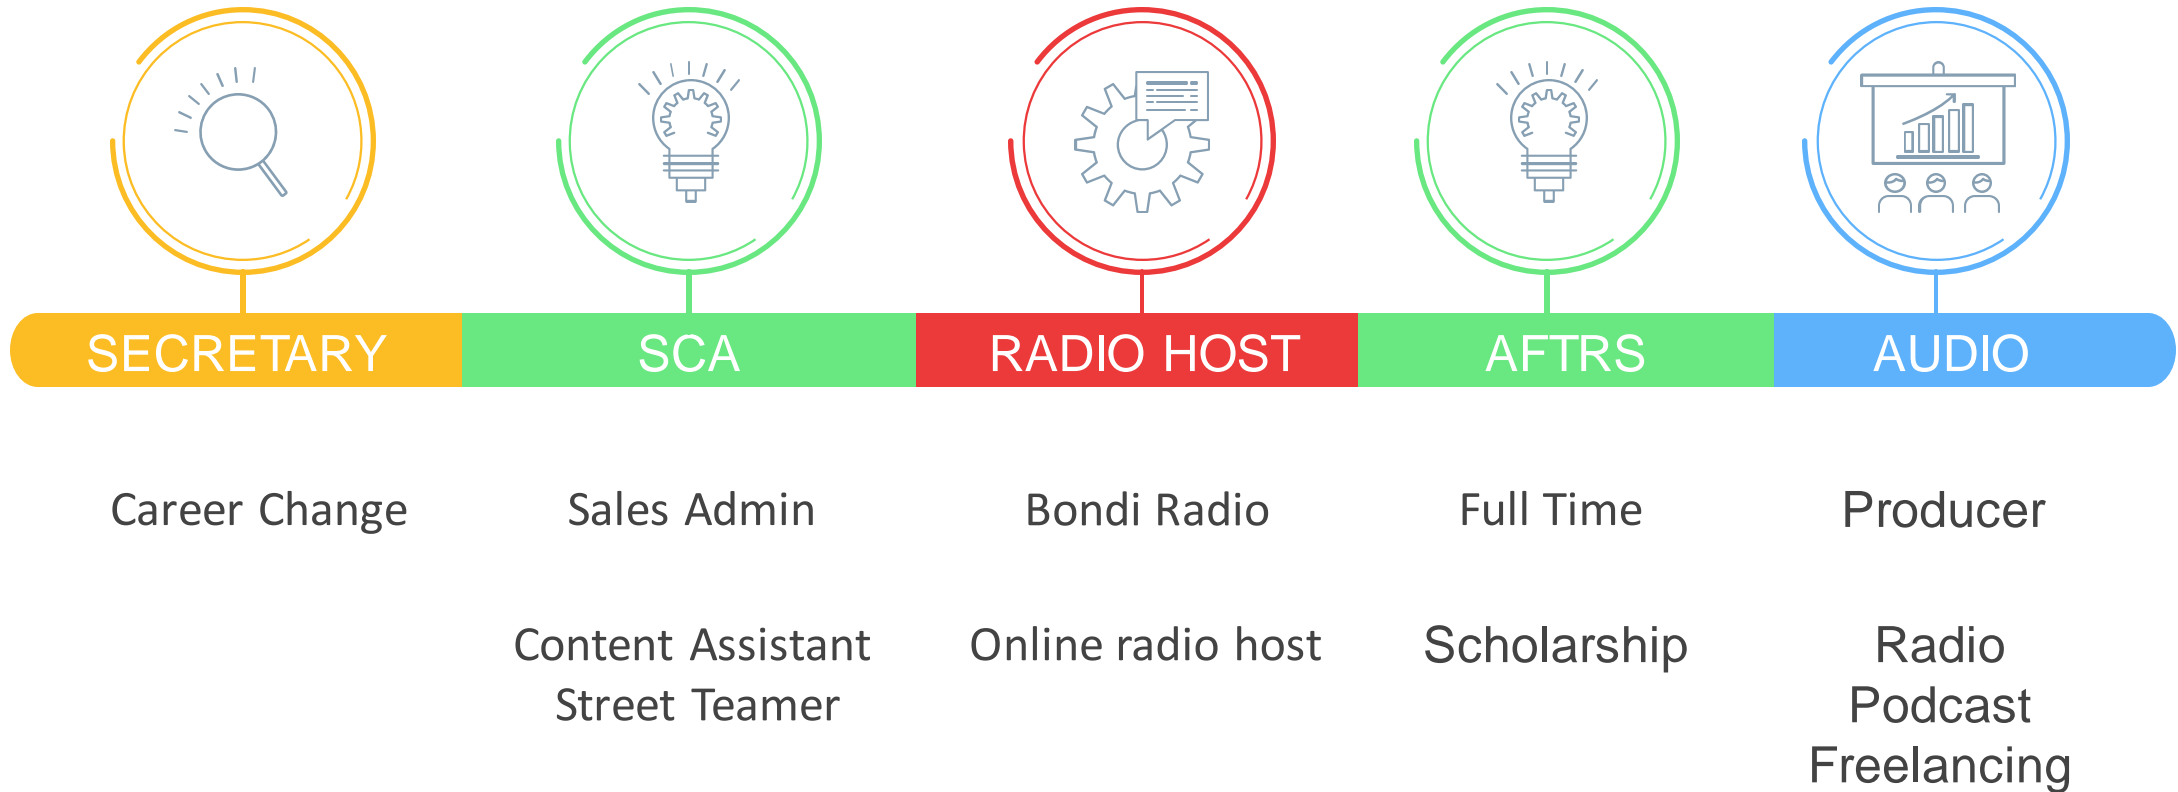 SECRETARY
SCA
RADIO HOST
AFTRS
AUDIO
Career Change
Sales Admin
Bondi Radio
Full Time
Producer
Content Assistant
Street Teamer
Online radio host
Scholarship
Radio
Podcast
Freelancing